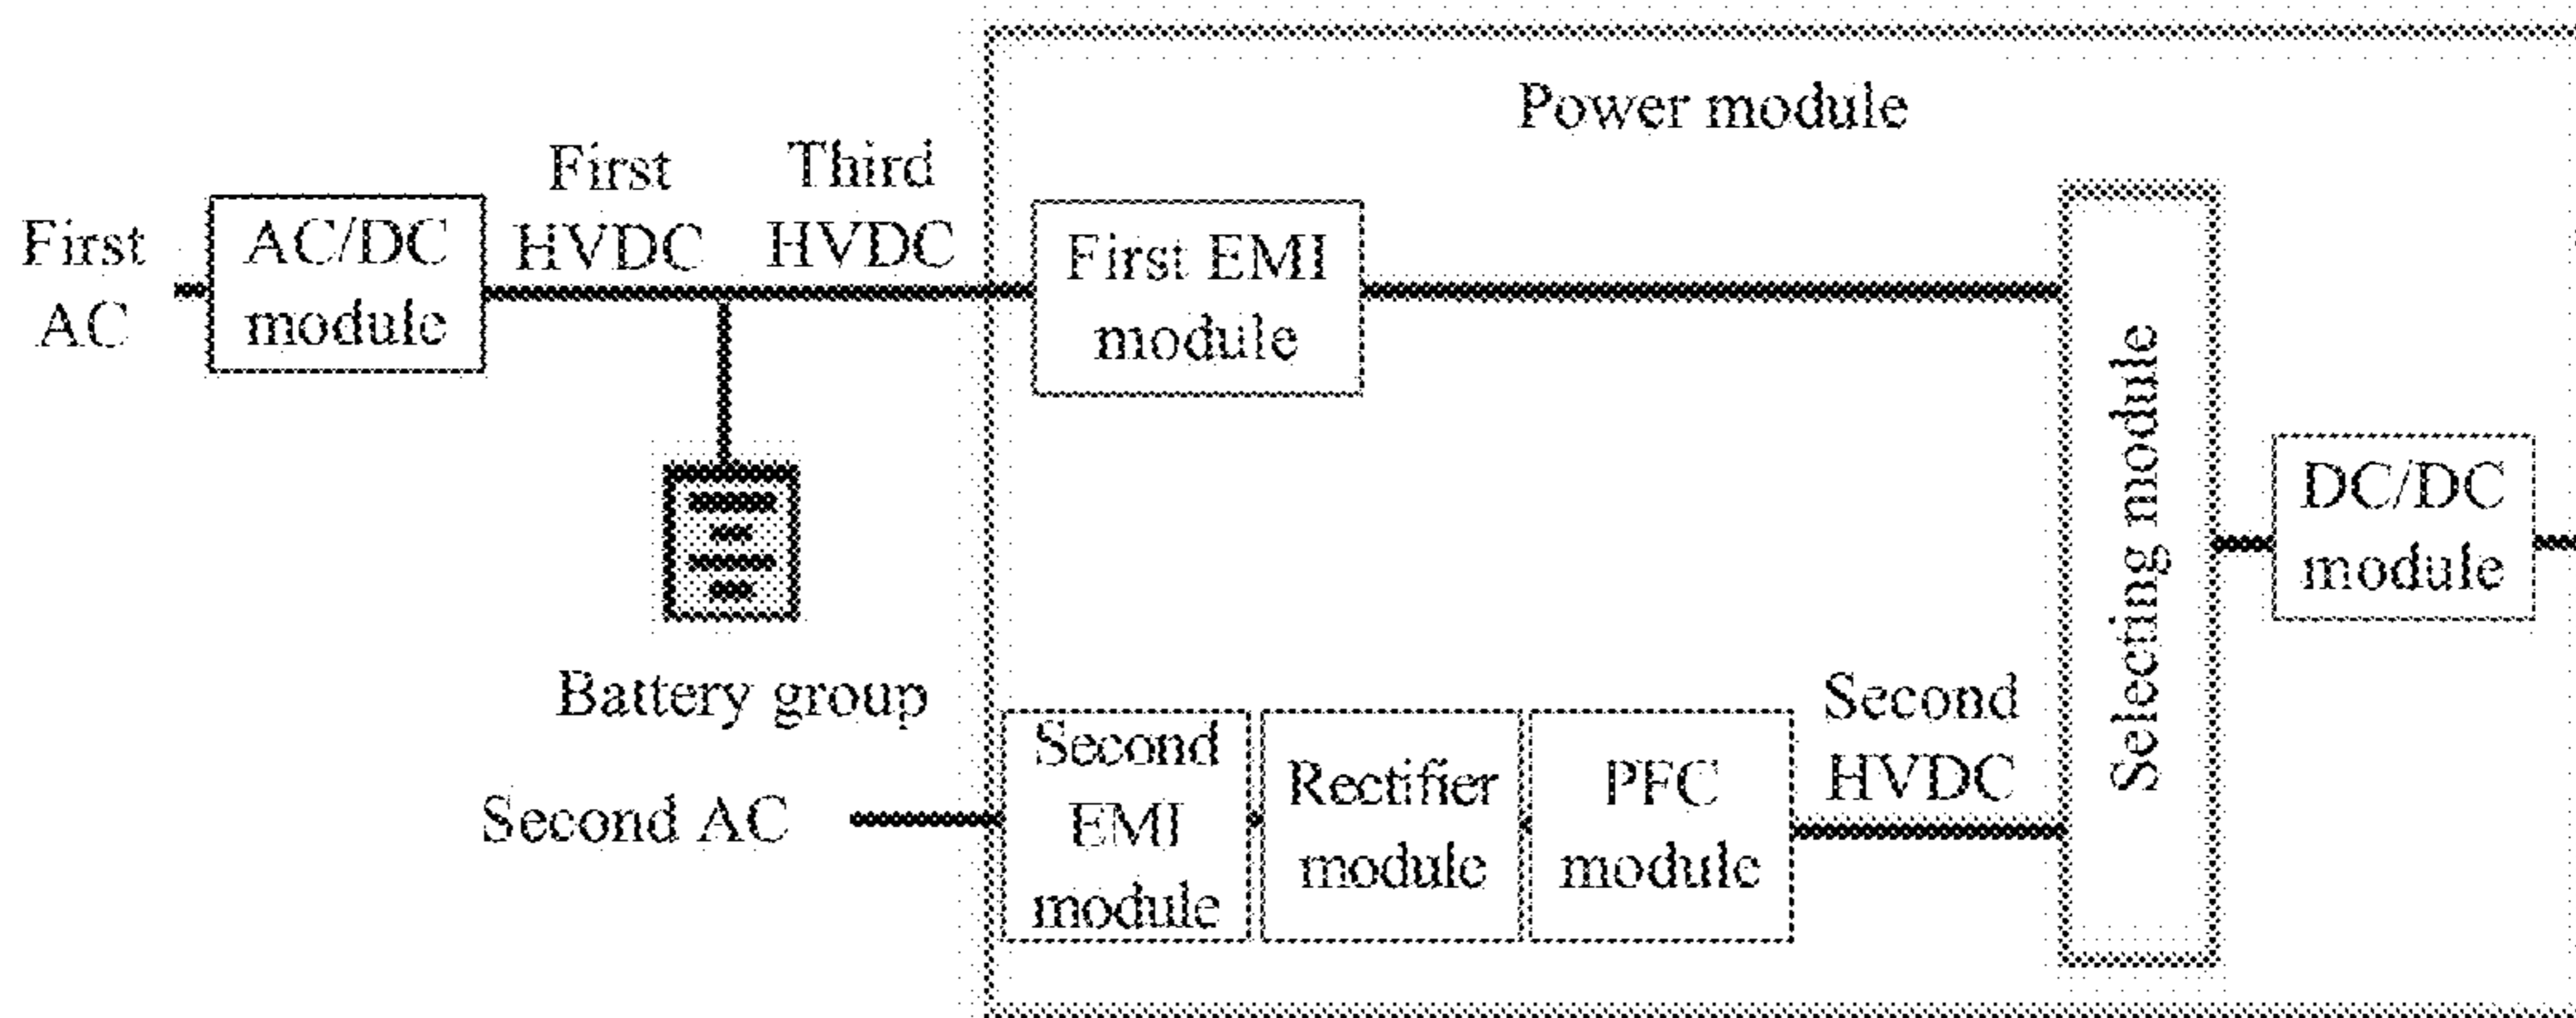 Power module
First
AC
AC/DC
module
First
HVDC
Third
HVDC
First EMI
module
Selecting module
DC/DC
module
Battery group
Second AC
Second
EMI
module
Rectifier
module
PFC
module
Second
HVDC